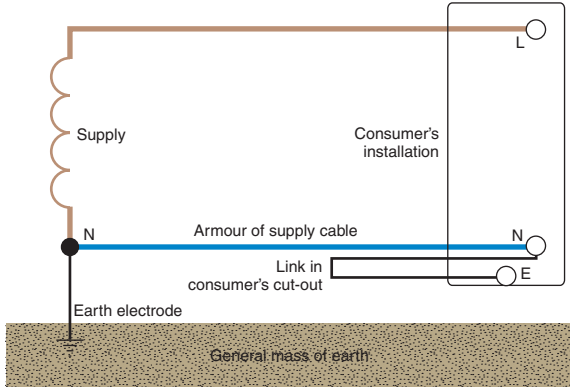 L
Supply
Consumer's
installation
N
Armour of supply cable
N
Link in
consumer's cut-out
E
Earth electrode
General mass of earth